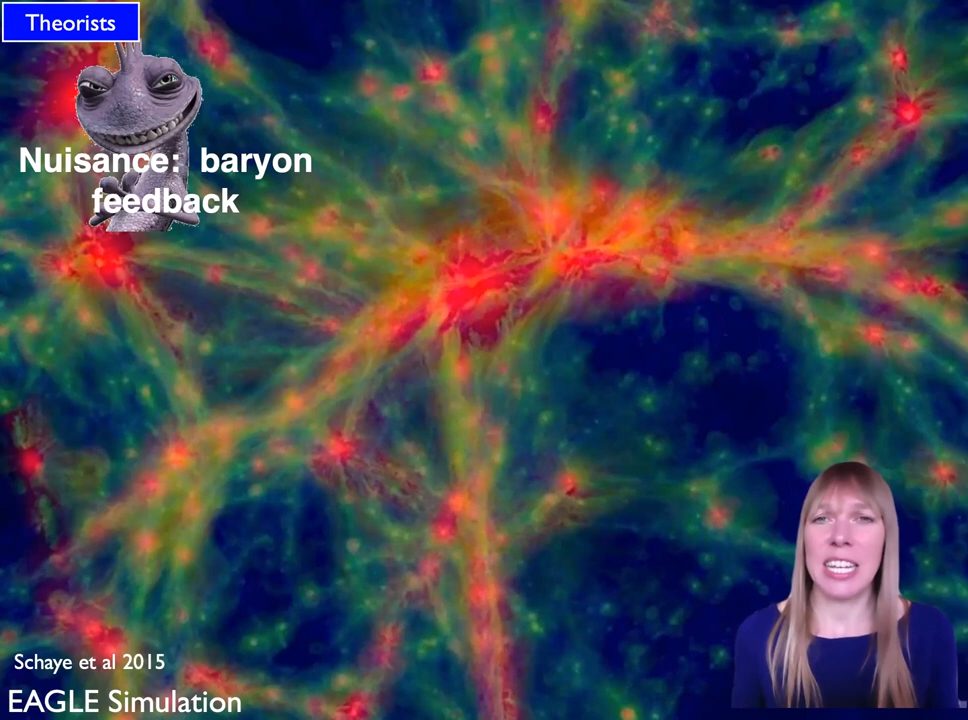 Theorists
Nuisance: baryon
feedback
Schaye et al 2015
EAGLE Simulation